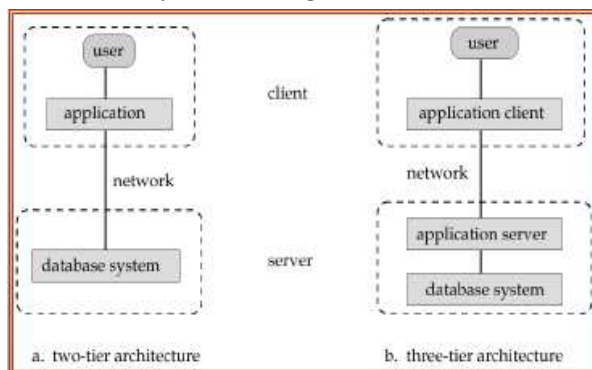 user
application
network
database system
a. two-tier architecture
client
server
user
application client
network
application server
database system
b. three-tier architecture